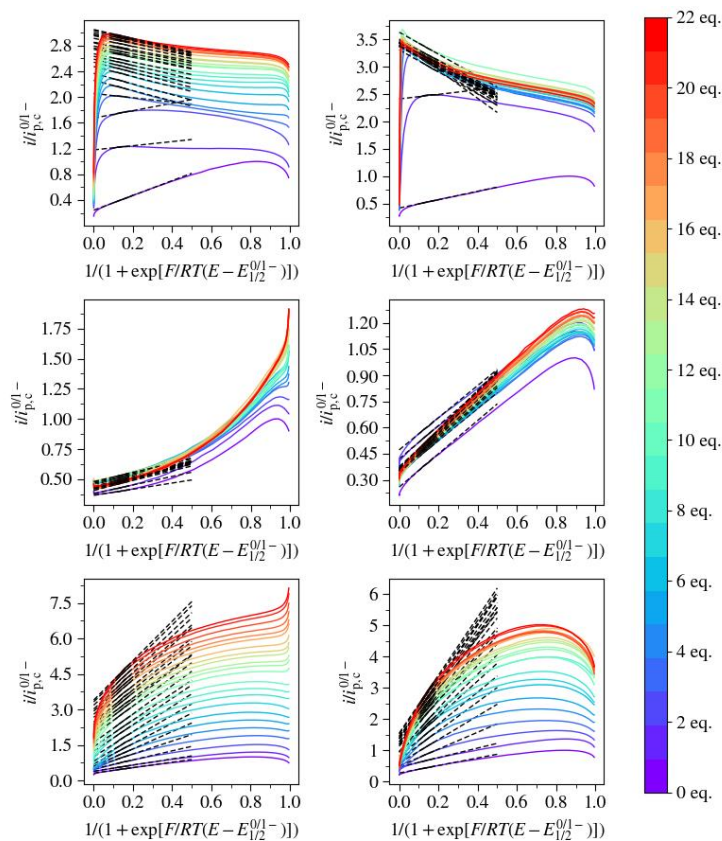 2.8
2.4
2.0
1.6
1.2
0.8
0.4
i/i_{p,c}^{0/1−}
0.0 0.2 0.4 0.6 0.8 1.0
1/(1 + exp[F/RT(E − E_{1/2}^{0/1−})])
3.5
3.0
2.5
2.0
1.5
1.0
0.5
i/i_{p,c}^{0/1−}
0.0 0.2 0.4 0.6 0.8 1.0
1/(1 + exp[F/RT(E − E_{1/2}^{0/1−})])
1.75
1.50
1.25
1.00
0.75
0.50
i/i_{p,c}^{0/1−}
0.0 0.2 0.4 0.6 0.8 1.0
1/(1 + exp[F/RT(E − E_{1/2}^{0/1−})])
1.20
1.05
0.90
0.75
0.60
0.45
0.30
i/i_{p,c}^{0/1−}
0.0 0.2 0.4 0.6 0.8 1.0
1/(1 + exp[F/RT(E − E_{1/2}^{0/1−})])
7.5
6.0
4.5
3.0
1.5
0.0
i/i_{p,c}^{0/1−}
0.0 0.2 0.4 0.6 0.8 1.0
1/(1 + exp[F/RT(E − E_{1/2}^{0/1−})])
6
5
4
3
2
1
0
i/i_{p,c}^{0/1−}
0.0 0.2 0.4 0.6 0.8 1.0
1/(1 + exp[F/RT(E − E_{1/2}^{0/1−})])
22 eq.
20 eq.
18 eq.
16 eq.
14 eq.
12 eq.
10 eq.
8 eq.
6 eq.
4 eq.
2 eq.
0 eq.